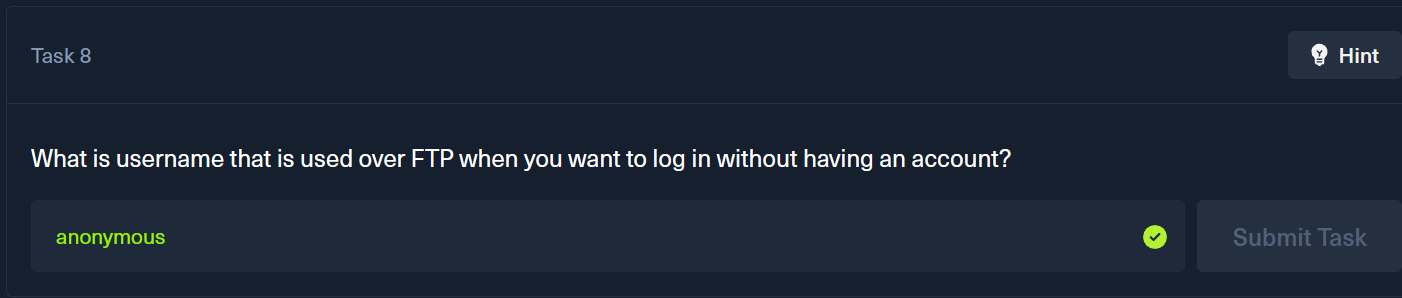 Task 8
Hint
What is username that is used over FTP when you want to log in without having an account?
anonymous
Submit Task